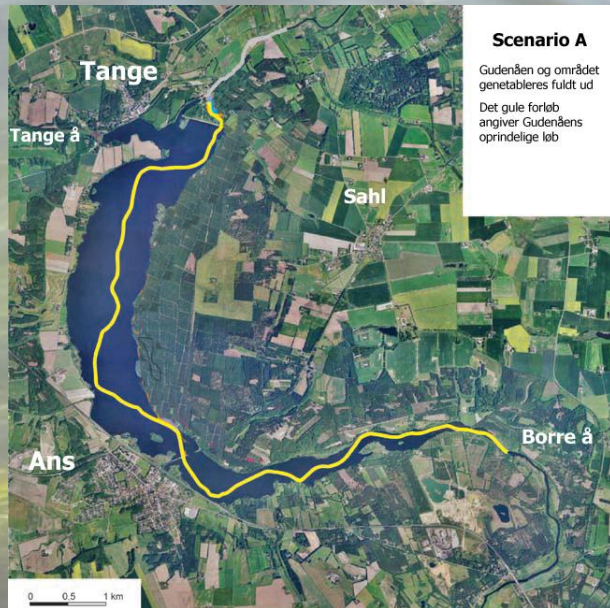 Scenario A
Gudenåen og området
genetableres fuldt ud
Det gule forløb
angiver Gudenåens
oprindelige løb
Tange
Tange å
Sahl
Borre å
Ans
0 0.5 1 km